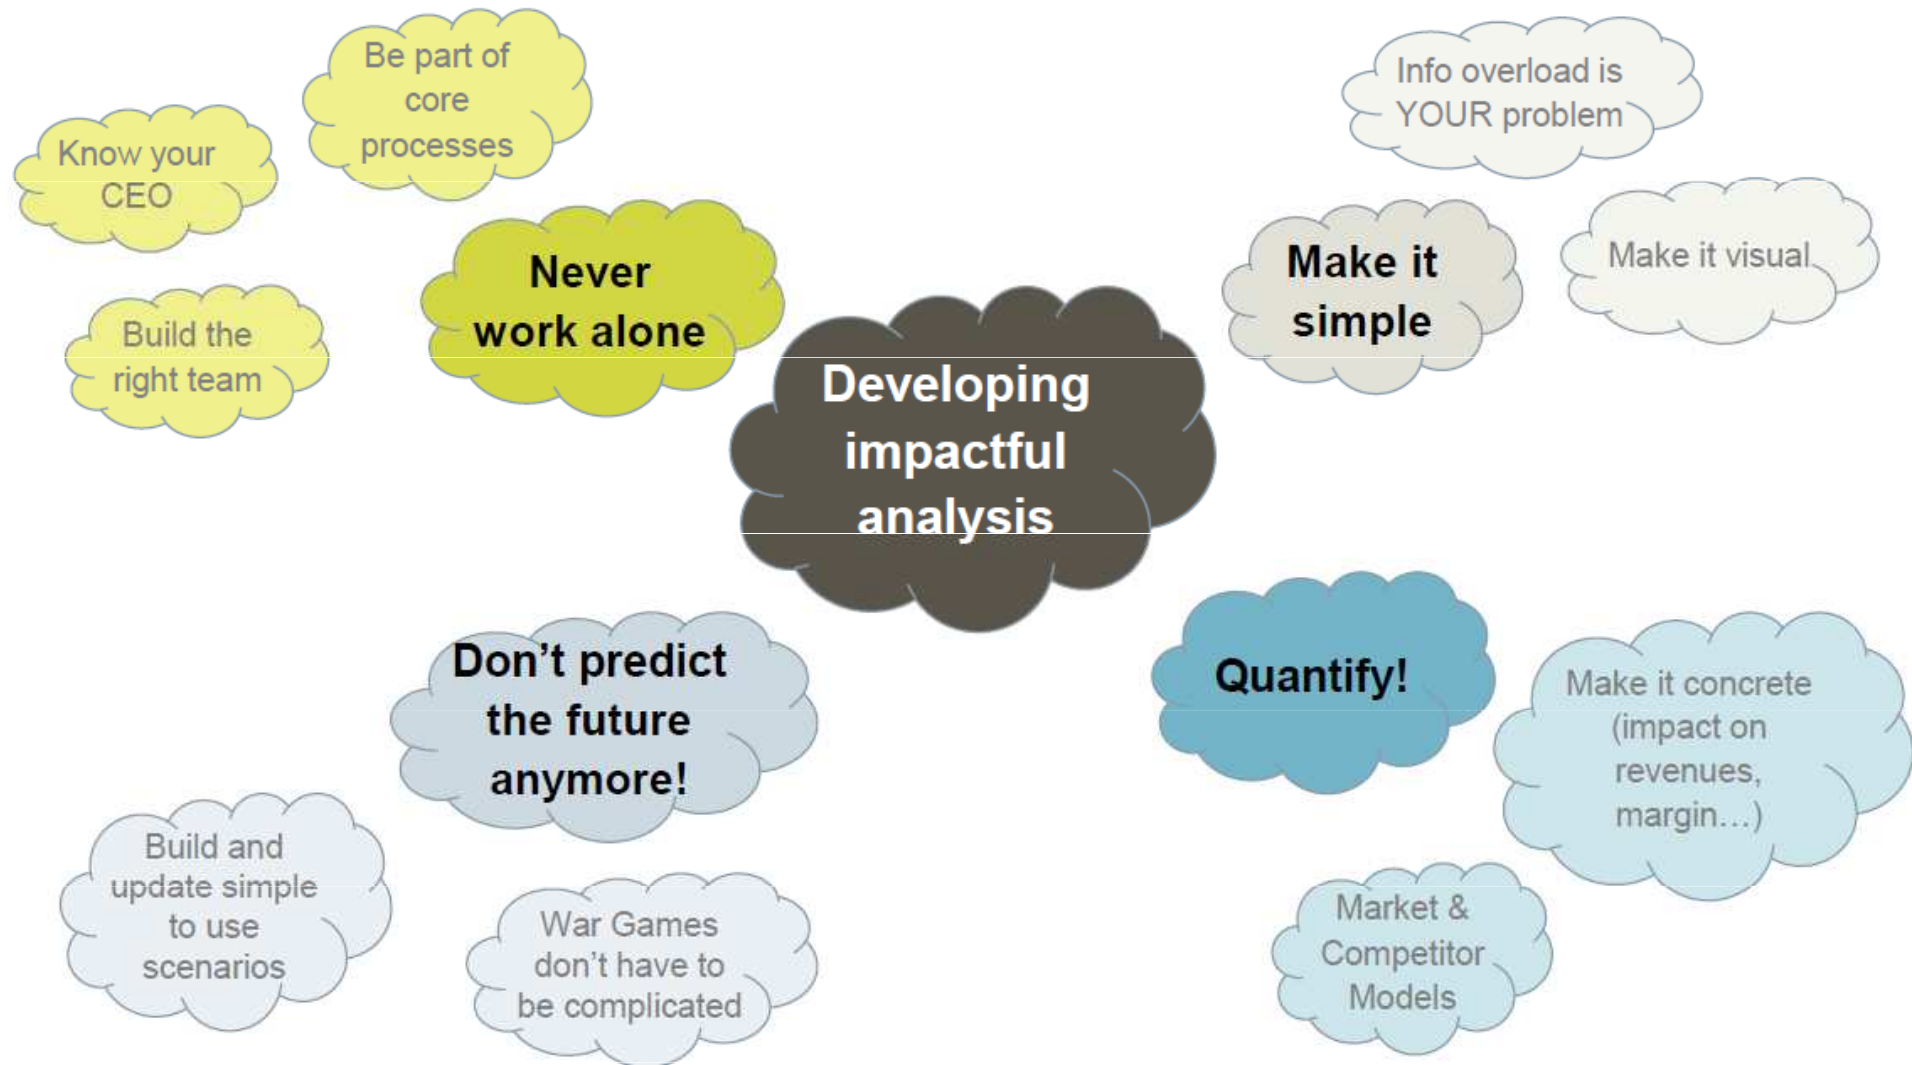 Be part of
core
processes
Know your
CEO
Build the
right team
Never
work alone
Info overload is
YOUR problem
Make it visual
Make it
simple
Developing
impactful
analysis
Don’t predict
the future
anymore!
Build and
update simple
to use
scenarios
War Games
don’t have to
be complicated
Quantify!
Make it concrete
(impact on
revenues,
margin…)
Market &
Competitor
Models